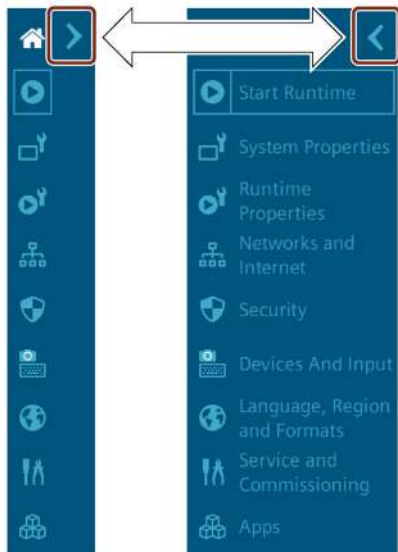 Start Runtime
System Properties
Runtime
Properties
Networks and
Internet
Security
Devices And Input
Language, Region
and Formats
Service and
Commissioning
Apps